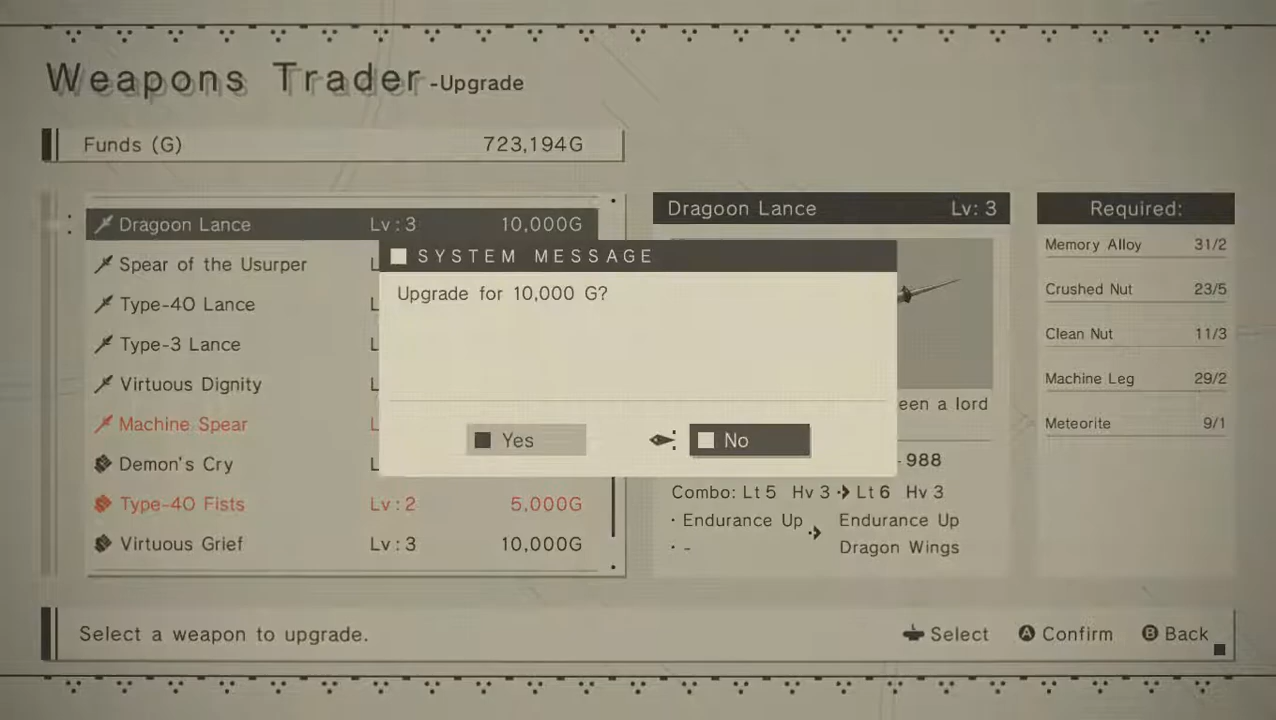 Weapons Trader -Upgrade
Funds (G) 723,194G
Dragoon Lance Lv: 3 10,000G
Spear of the Usurper L
Type-4O Lance L
Type-3 Lance L
Virtuous Dignity L
Machine Spear L
Demon's Cry L
Type-4O Fists Lv: 2 5,000G
Virtuous Grief Lv: 3 10,000G
SYSTEM MESSAGE
Upgrade for 10,000 G?
Yes No
Dragoon Lance Lv: 3
een a lord
- 988
Combo: Lt 5 Hv 3 Lt 6 Hv 3
· Endurance Up Endurance Up
· - Dragon Wings
Required:
Memory Alloy 31/2
Crushed Nut 23/5
Clean Nut 11/3
Machine Leg 29/2
Meteorite 9/1
Select a weapon to upgrade.
Select A Confirm B Back